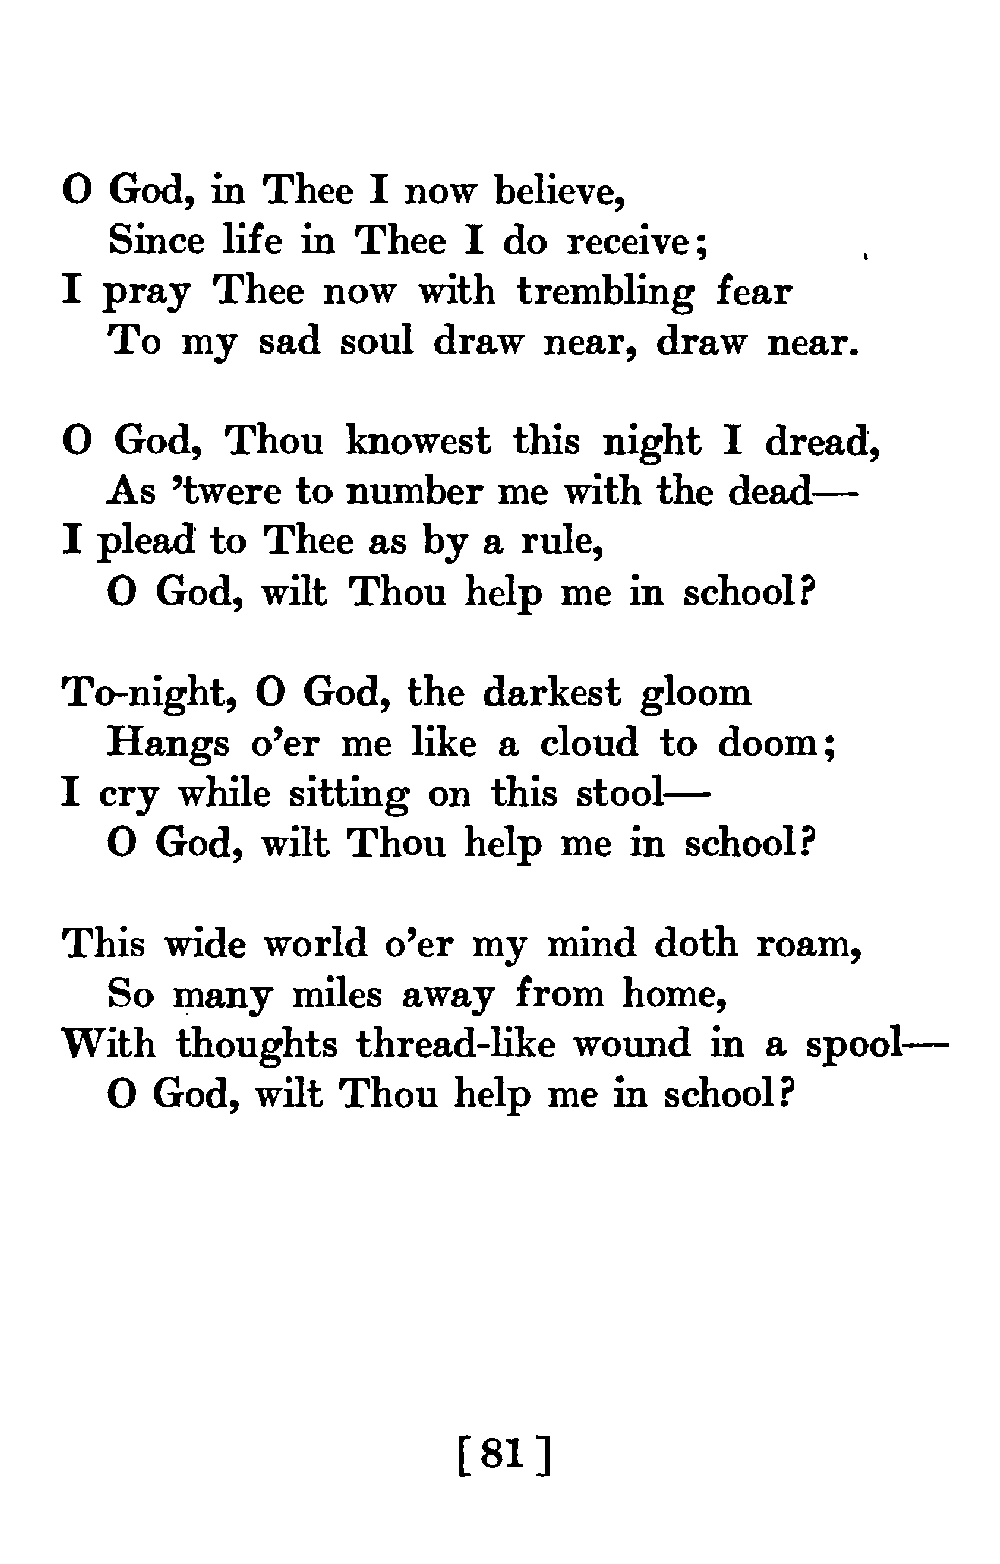 O God, in Thee I now believe,
Since life in Thee I do receive;
I pray Thee now with trembling fear
To my sad soul draw near, draw near.

O God, Thou knowest this night I dread,
As ’twere to number me with the dead—
I plead to Thee as by a rule,
O God, wilt Thou help me in school?

To-night, O God, the darkest gloom
Hangs o’er me like a cloud to doom;
I cry while sitting on this stool—
O God, wilt Thou help me in school?

This wide world o’er my mind doth roam,
So many miles away from home,
With thoughts thread-like wound in a spool—
O God, wilt Thou help me in school?

[ 81 ]